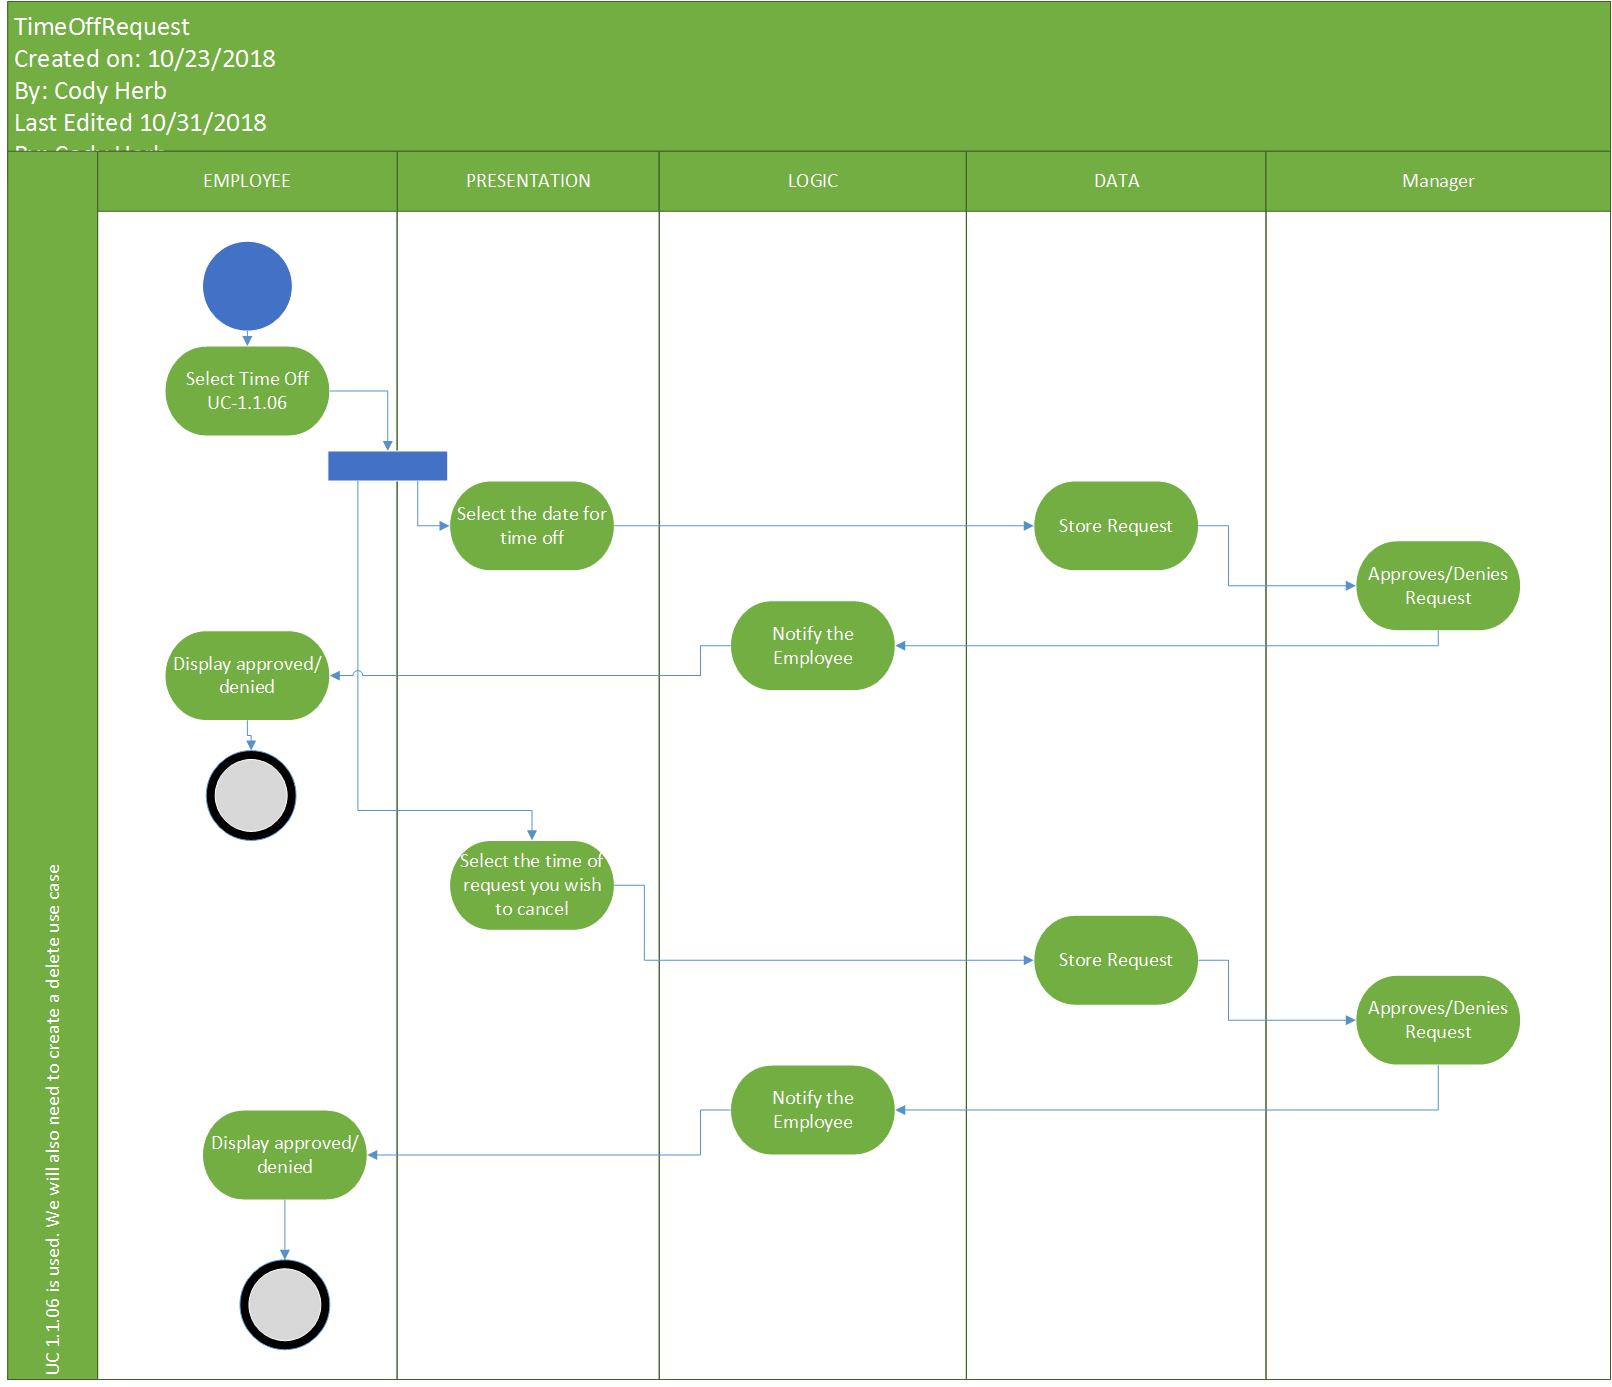 TimeOffRequest
Created on: 10/23/2018
By: Cody Herb
Last Edited 10/31/2018
By: Cody Herb
EMPLOYEE
PRESENTATION
LOGIC
DATA
Manager
Select Time Off
UC-1.1.06
Select the date for
time off
Store Request
Approves/Denies
Request
Notify the
Employee
Display approved/
denied
Select the time of
request you wish
to cancel
Store Request
Approves/Denies
Request
Notify the
Employee
Display approved/
denied
UC 1.1.06 is used. We will also need to create a delete use case